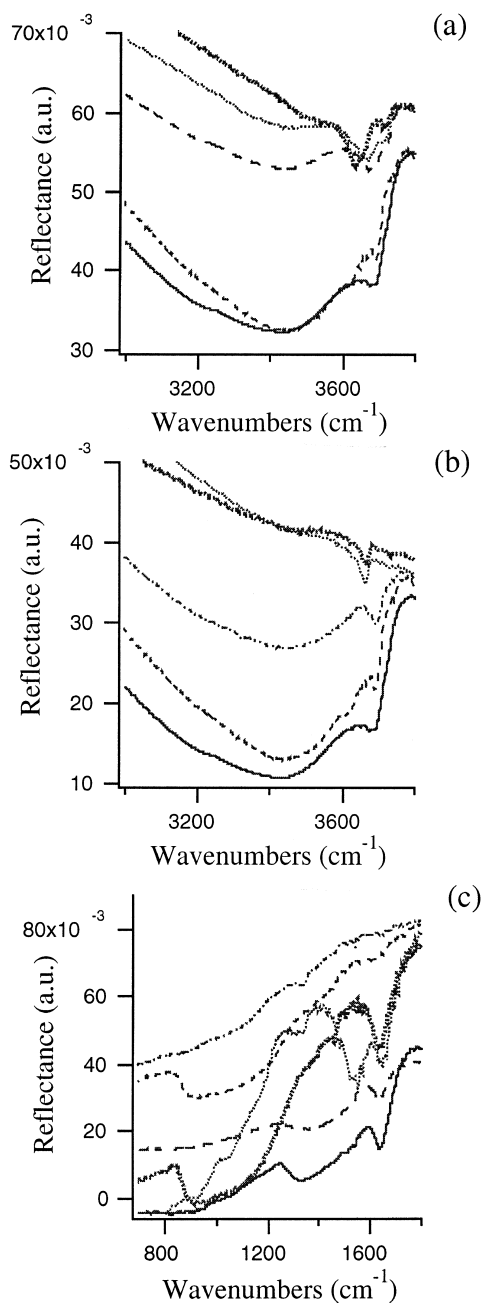 (a)
70x10 -3
60
50
40
30
Reflectance (a.u.)
3200 3600
Wavenumbers (cm-1)
(b)
50x10 -3
40
30
20
10
Reflectance (a.u.)
3200 3600
Wavenumbers (cm-1)
(c)
80x10 -3
60
40
20
0
Reflectance (a.u.)
800 1200 1600
Wavenumbers (cm-1)